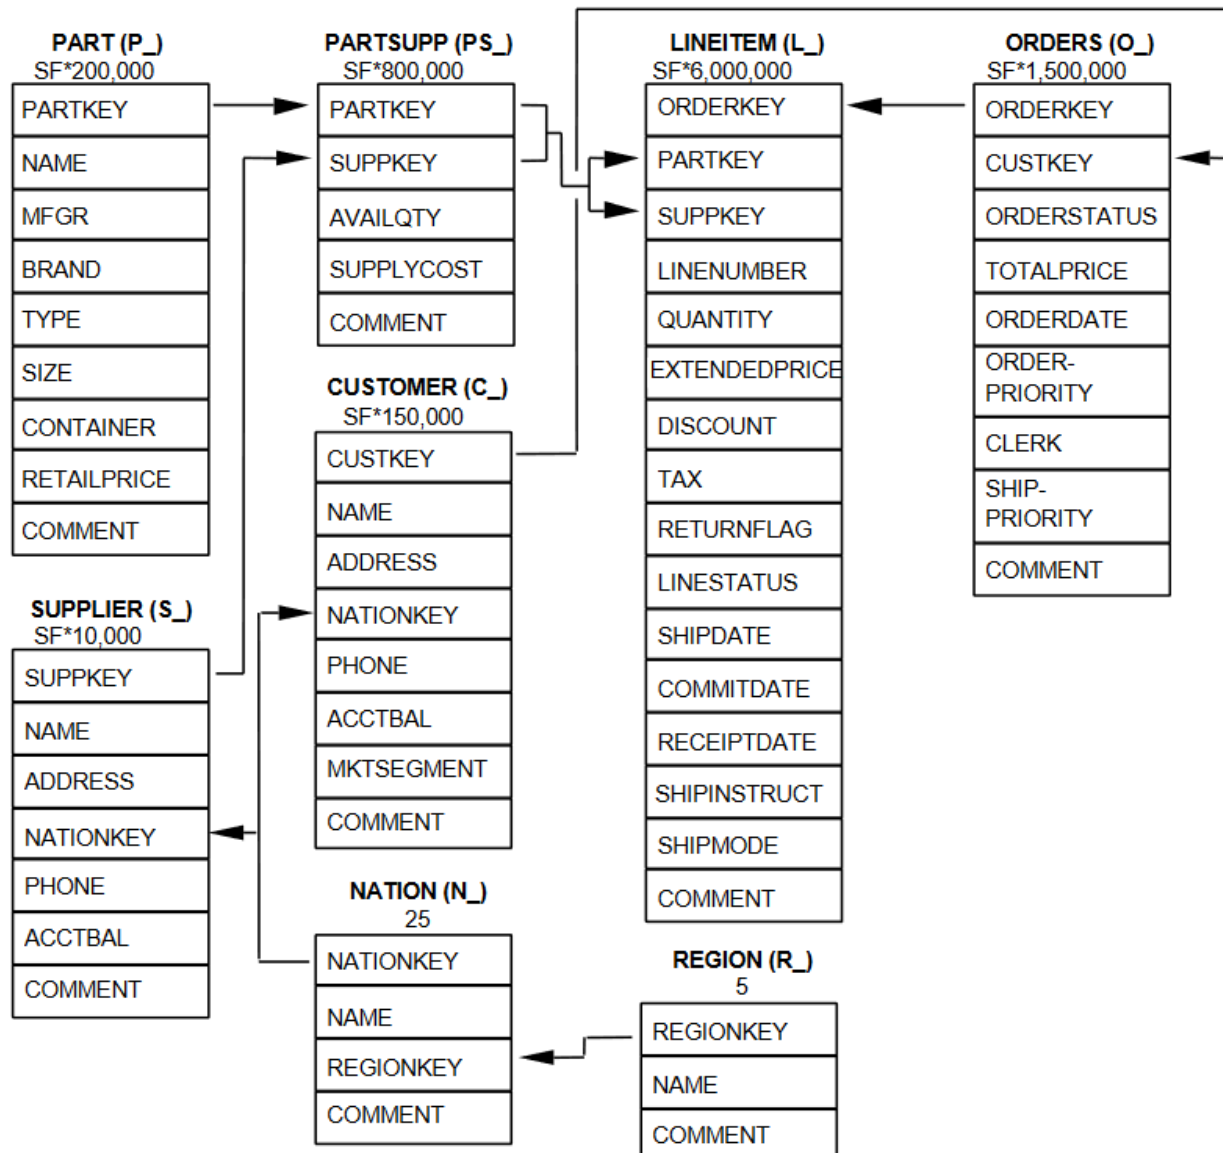 PART (P_)
SF*200,000
PARTKEY
NAME
MFGR
BRAND
TYPE
SIZE
CONTAINER
RETAILPRICE
COMMENT
SUPPLIER (S_)
SF*10,000
SUPPKEY
NAME
ADDRESS
NATIONKEY
PHONE
ACCTBAL
COMMENT
PARTSUPP (PS_)
SF*800,000
PARTKEY
SUPPKEY
AVAILQTY
SUPPLYCOST
COMMENT
CUSTOMER (C_)
SF*150,000
CUSTKEY
NAME
ADDRESS
NATIONKEY
PHONE
ACCTBAL
MKTSEGMENT
COMMENT
NATION (N_)
25
NATIONKEY
NAME
REGIONKEY
COMMENT
LINEITEM (L_)
SF*6,000,000
ORDERKEY
PARTKEY
SUPPKEY
LINENUMBER
QUANTITY
EXTENDEDPRICE
DISCOUNT
TAX
RETURNFLAG
LINESTATUS
SHIPDATE
COMMITDATE
RECEIPTDATE
SHIPINSTRUCT
SHIPMODE
COMMENT
REGION (R_)
5
REGIONKEY
NAME
COMMENT
ORDERS (O_)
SF*1,500,000
ORDERKEY
CUSTKEY
ORDERSTATUS
TOTALPRICE
ORDERDATE
ORDER-
PRIORITY
CLERK
SHIP-
PRIORITY
COMMENT